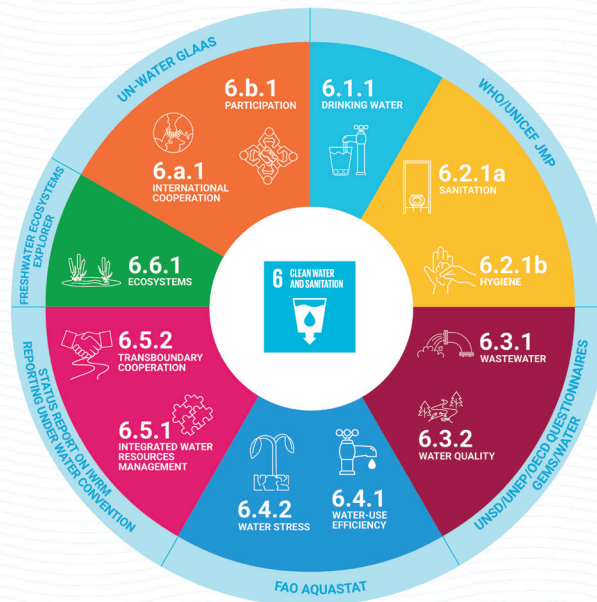 UN-WATER GLAAS
WHO/UNICEF JMP
FRESHWATER ECOSYSTEMS
EXPLORER
STATUS REPORT ON IWRM
REPORTING UNDER WATER CONVENTION
UNSD/UNEP/OECD QUESTIONNAIRES
GEMS/WATER
FAO AQUASTAT
6.b.1
PARTICIPATION
6.a.1
INTERNATIONAL
COOPERATION
6.1.1
DRINKING WATER
6.2.1a
SANITATION
6.2.1b
HYGIENE
6.3.1
WASTEWATER
6.3.2
WATER QUALITY
6.4.1
WATER-USE
EFFICIENCY
6.4.2
WATER STRESS
6.5.1
INTEGRATED WATER
RESOURCES
MANAGEMENT
6.5.2
TRANSBOUNDARY
COOPERATION
6.6.1
ECOSYSTEMS
6 CLEAN WATER
AND SANITATION